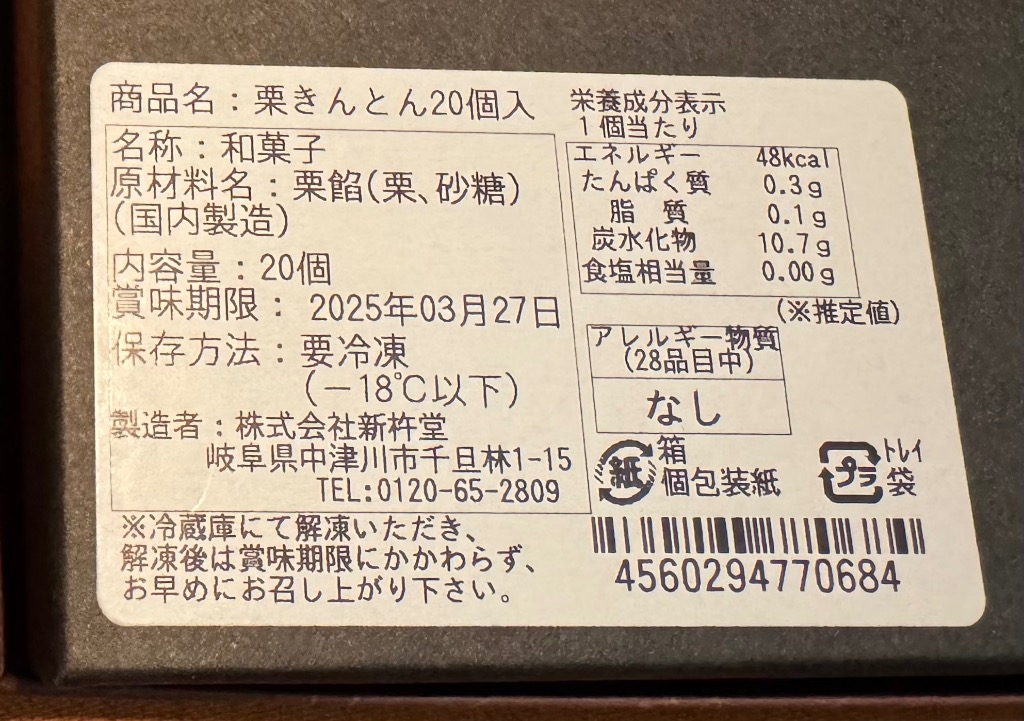 商品名：栗きんとん20個入
名称：和菓子
原材料名：栗餡(栗、砂糖)
(国内製造)
内容量：20個
賞味期限： 2025年03月27日
保存方法：要冷凍
(－18℃以下)
製造者：株式会社新杵堂
岐阜県中津川市千旦林1-15
TEL:0120-65-2809
※冷蔵庫にて解凍いただき、
解凍後は賞味期限にかかわらず、
お早めにお召し上がり下さい。
栄養成分表示
1個当たり
エネルギー 48kcal
たんぱく質 0.3g
脂 質 0.1g
炭水化物 10.7g
食塩相当量 0.00g
(※推定値)
アレルギー物質
(28品目中)
なし
紙 箱
個包装紙
プラ トレイ
袋
4560294770684